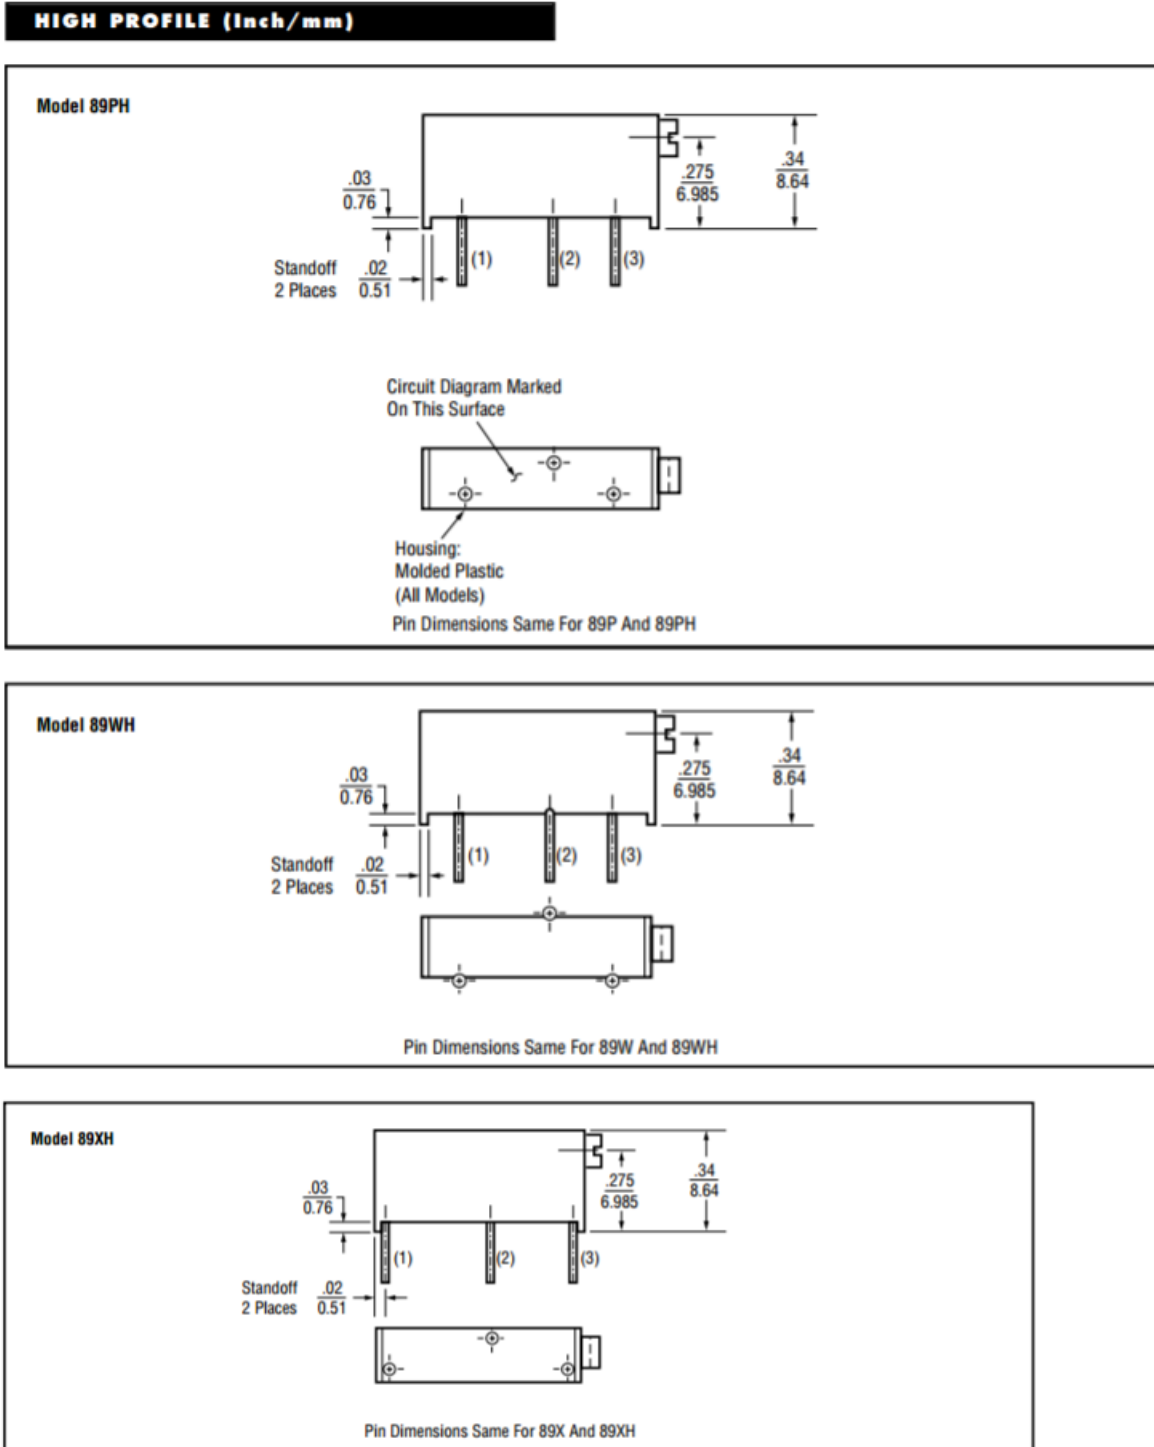 HIGH PROFILE (Inch/mm)
Model 89PH
.03
0.76
.275
6.985
.34
8.64
(1)
(2)
(3)
Standoff
2 Places
.02
0.51
Circuit Diagram Marked
On This Surface
Housing:
Molded Plastic
(All Models)
Pin Dimensions Same For 89P And 89PH
Model 89WH
.03
0.76
.275
6.985
.34
8.64
(1)
(2)
(3)
Standoff
2 Places
.02
0.51
Pin Dimensions Same For 89W And 89WH
Model 89XH
.03
0.76
.275
6.985
.34
8.64
(1)
(2)
(3)
Standoff
2 Places
.02
0.51
Pin Dimensions Same For 89X And 89XH